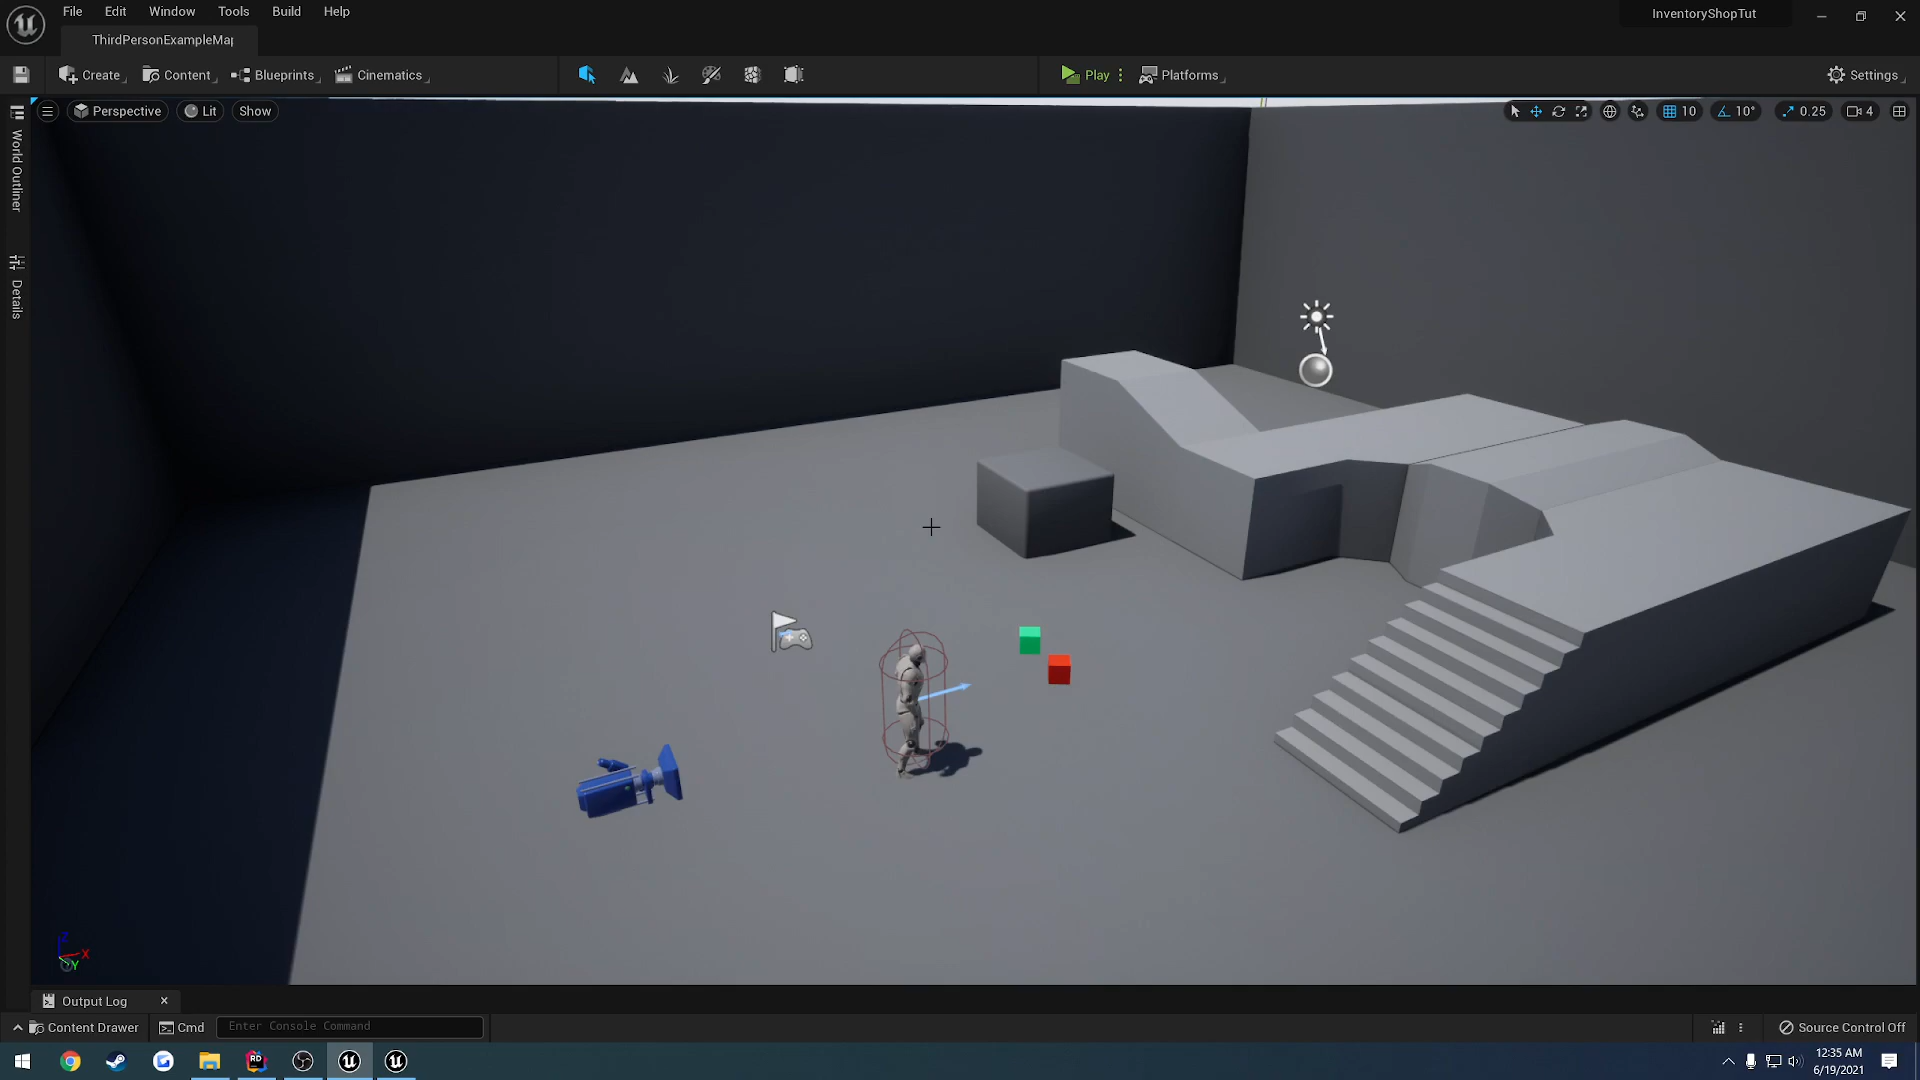 File Edit Window Tools Build Help
InventoryShopTut
ThirdPersonExampleMap
Create Content Blueprints Cinematics Play Platforms Settings
Perspective Lit Show 10 10° 0.25 4
World Outliner
Details
Z
X
Y
Output Log
Content Drawer Cmd Enter Console Command Source Control Off
RD
12:35 AM
6/19/2021